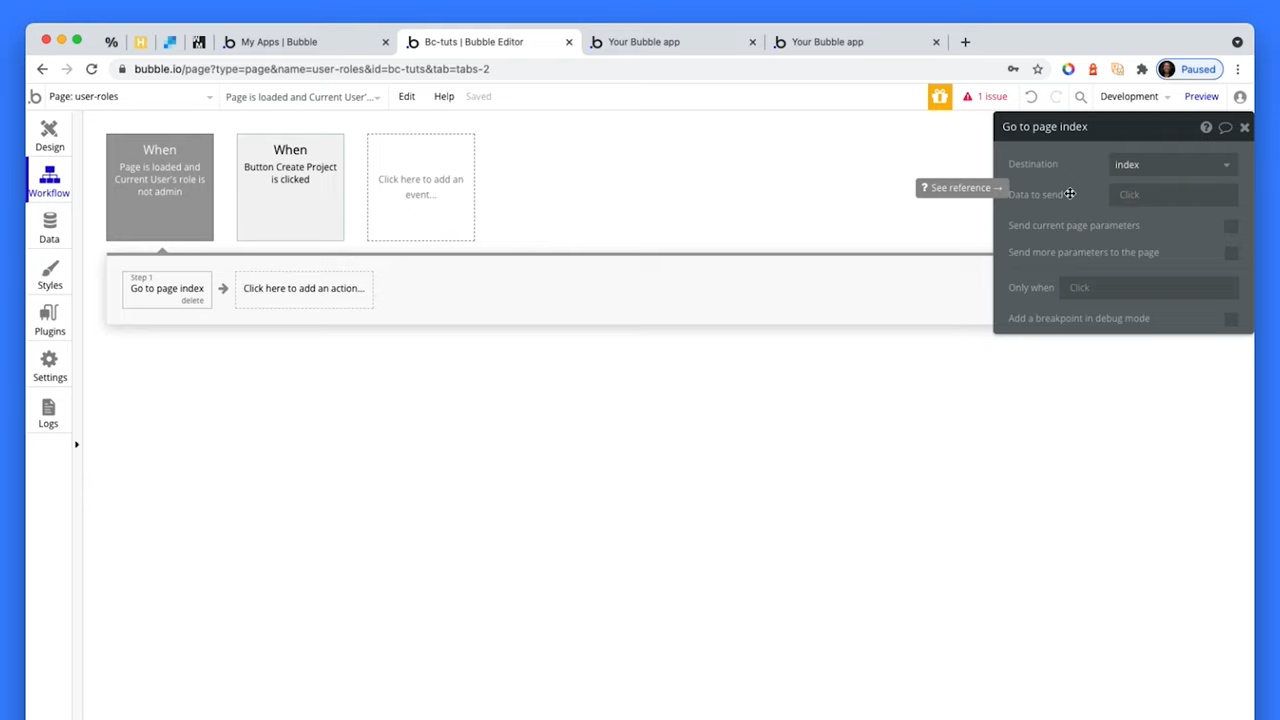 My Apps | Bubble
Bc-tuts | Bubble Editor
Your Bubble app
Your Bubble app
bubble.io/page?type=page&name=user-roles&id=bc-tuts&tab=tabs-2
Paused
Page: user-roles
Page is loaded and Current User'...
Edit
Help
Saved
1 issue
Development
Preview
Design
Workflow
Data
Styles
Plugins
Settings
Logs
When
Page is loaded and
Current User's role is
not admin
When
Button Create Project
is clicked
Click here to add an
event...
Step 1
Go to page index
delete
Click here to add an action...
Go to page index
Destination
index
? See reference →
Data to send
Click
Send current page parameters
Send more parameters to the page
Only when
Click
Add a breakpoint in debug mode